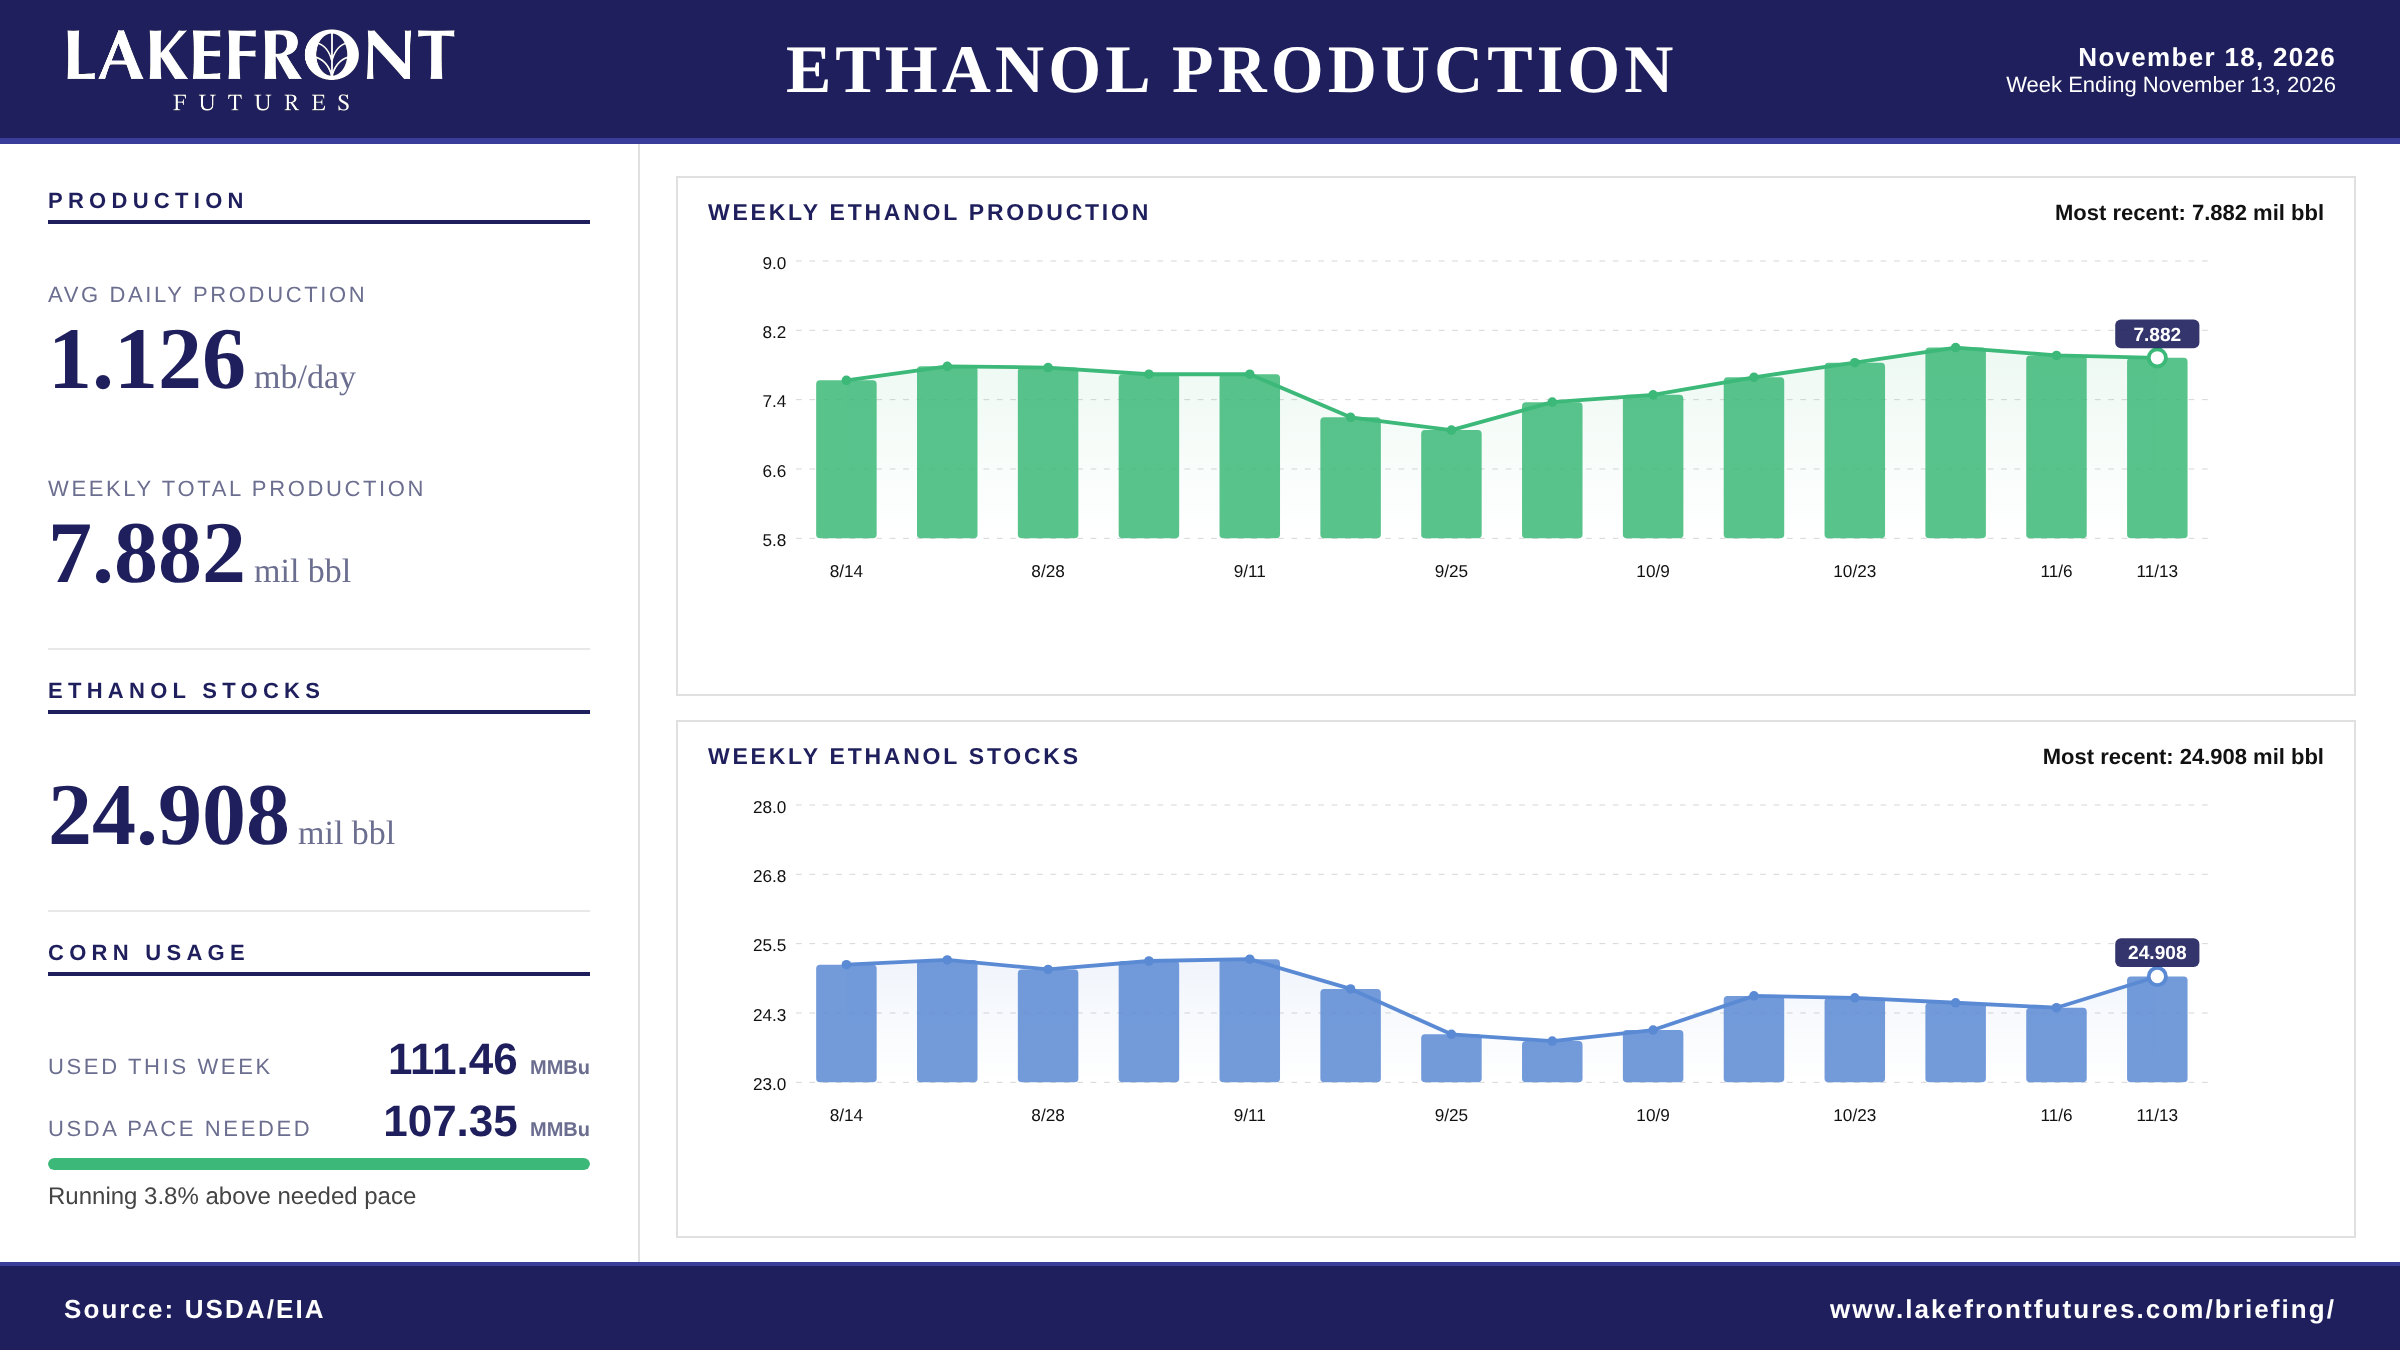 LAKEFRONT
FUTURES
ETHANOL PRODUCTION
November 18, 2026
Week Ending November 13, 2026
PRODUCTION
AVG DAILY PRODUCTION
1.126 mb/day
WEEKLY TOTAL PRODUCTION
7.882 mil bbl
ETHANOL STOCKS
24.908 mil bbl
CORN USAGE
USED THIS WEEK 111.46 MMBu
USDA PACE NEEDED 107.35 MMBu
Running 3.8% above needed pace
WEEKLY ETHANOL PRODUCTION
Most recent: 7.882 mil bbl
9.0
8.2
7.4
6.6
5.8
7.882
8/14 8/28 9/11 9/25 10/9 10/23 11/6 11/13
WEEKLY ETHANOL STOCKS
Most recent: 24.908 mil bbl
28.0
26.8
25.5
24.3
23.0
24.908
8/14 8/28 9/11 9/25 10/9 10/23 11/6 11/13
Source: USDA/EIA
www.lakefrontfutures.com/briefing/